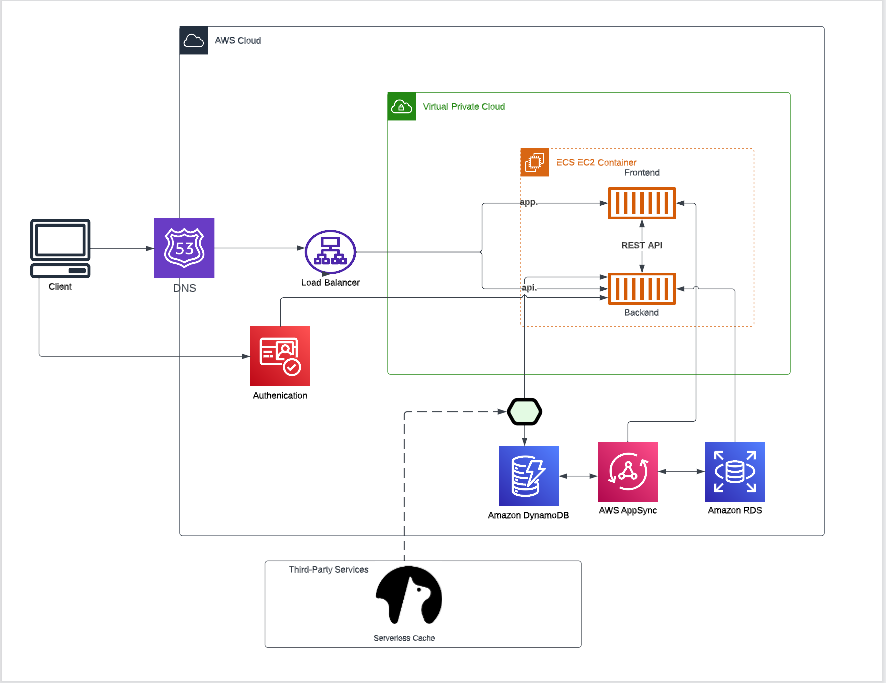 AWS Cloud
Virtual Private Cloud
ECS EC2 Container
Frontend
app.
REST API
53
DNS
Client
Load Balancer
api.
Backend
Authenication
Amazon DynamoDB
AWS AppSync
Amazon RDS
Third-Party Services
Serverless Cache